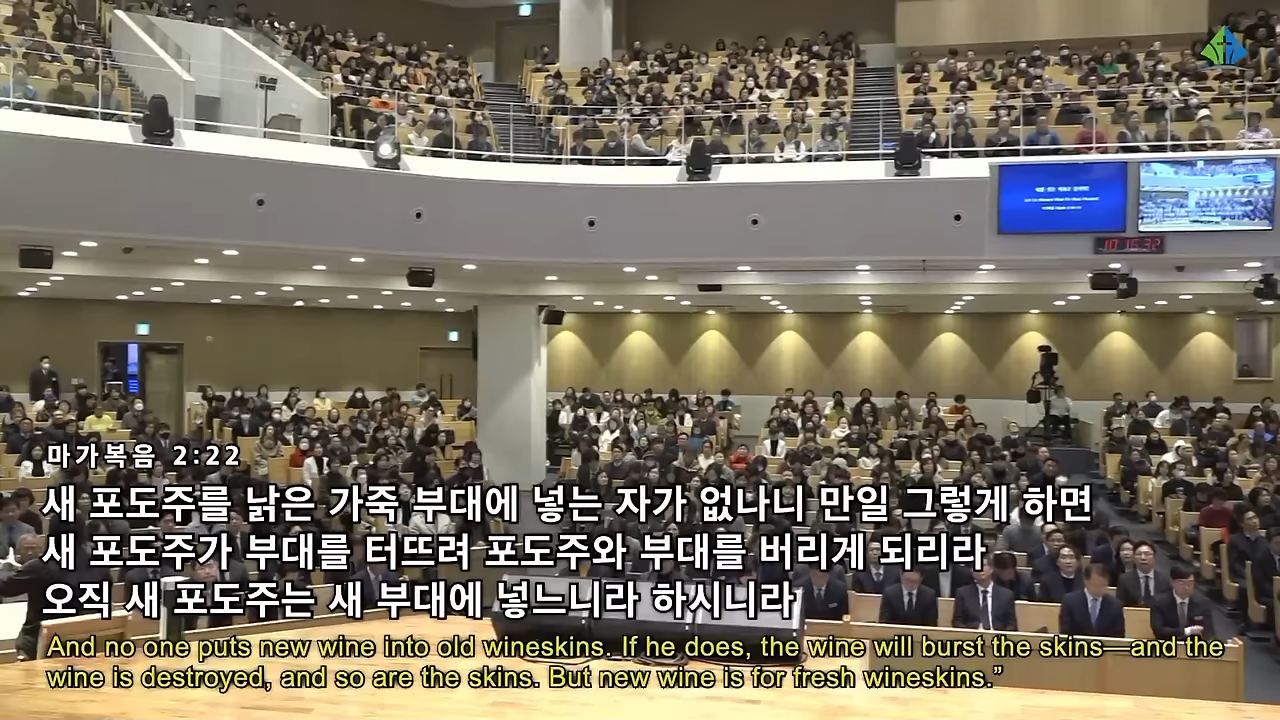 10 15:32
마가복음 2:22
새 포도주를 낡은 가죽 부대에 넣는 자가 없나니 만일 그렇게 하면
새 포도주가 부대를 터뜨려 포도주와 부대를 버리게 되리라
오직 새 포도주는 새 부대에 넣느니라 하시니라
And no one puts new wine into old wineskins. If he does, the wine will burst the skins—and the
wine is destroyed, and so are the skins. But new wine is for fresh wineskins.”